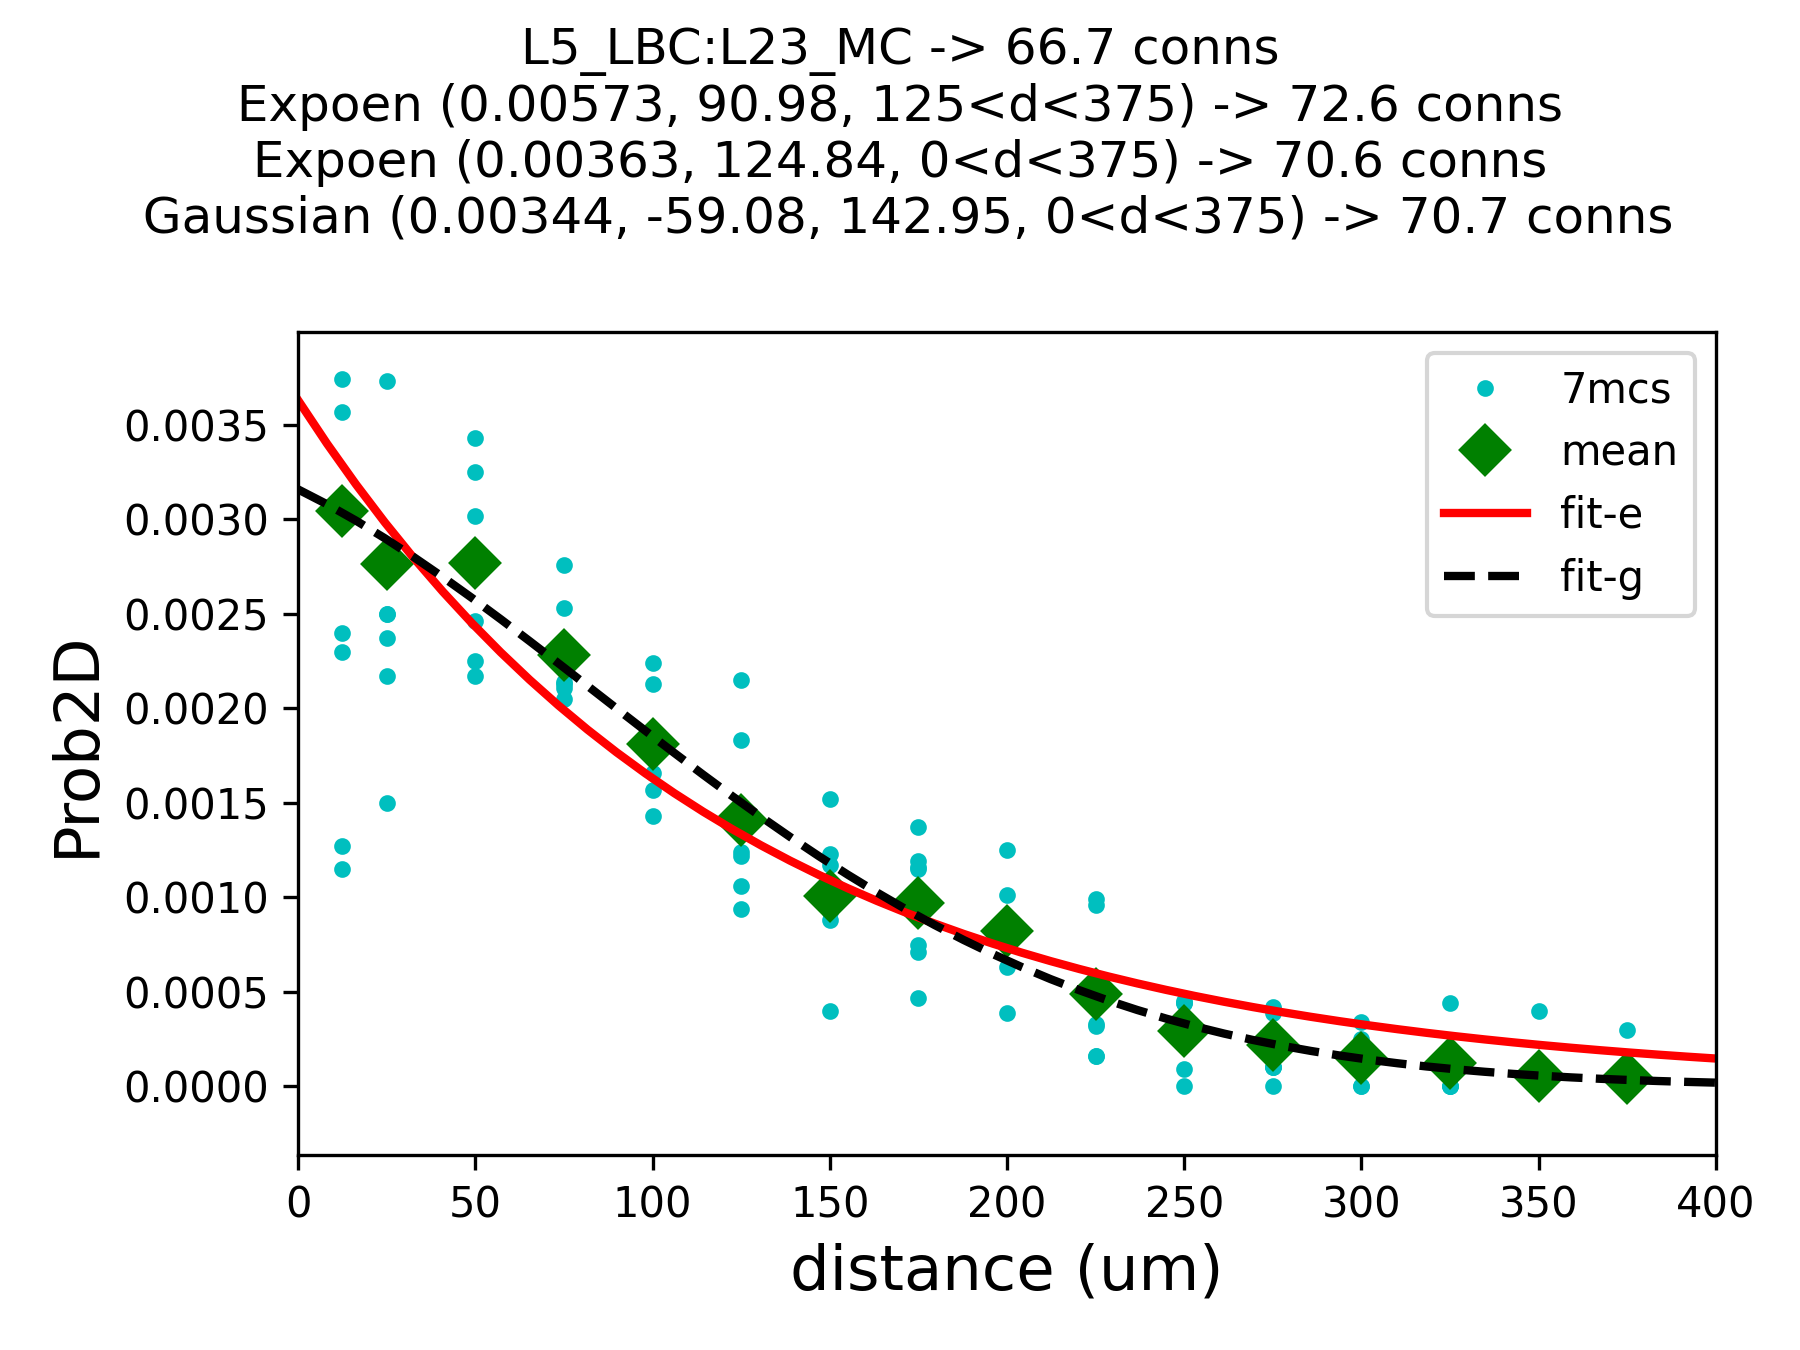 L5_LBC:L23_MC -> 66.7 conns
Expoen (0.00573, 90.98, 125<d<375) -> 72.6 conns
Expoen (0.00363, 124.84, 0<d<375) -> 70.6 conns
Gaussian (0.00344, -59.08, 142.95, 0<d<375) -> 70.7 conns
7mcs
mean
fit-e
fit-g
0.0035
0.0030
0.0025
0.0020
0.0015
0.0010
0.0005
0.0000
Prob2D
0 50 100 150 200 250 300 350 400
distance (um)